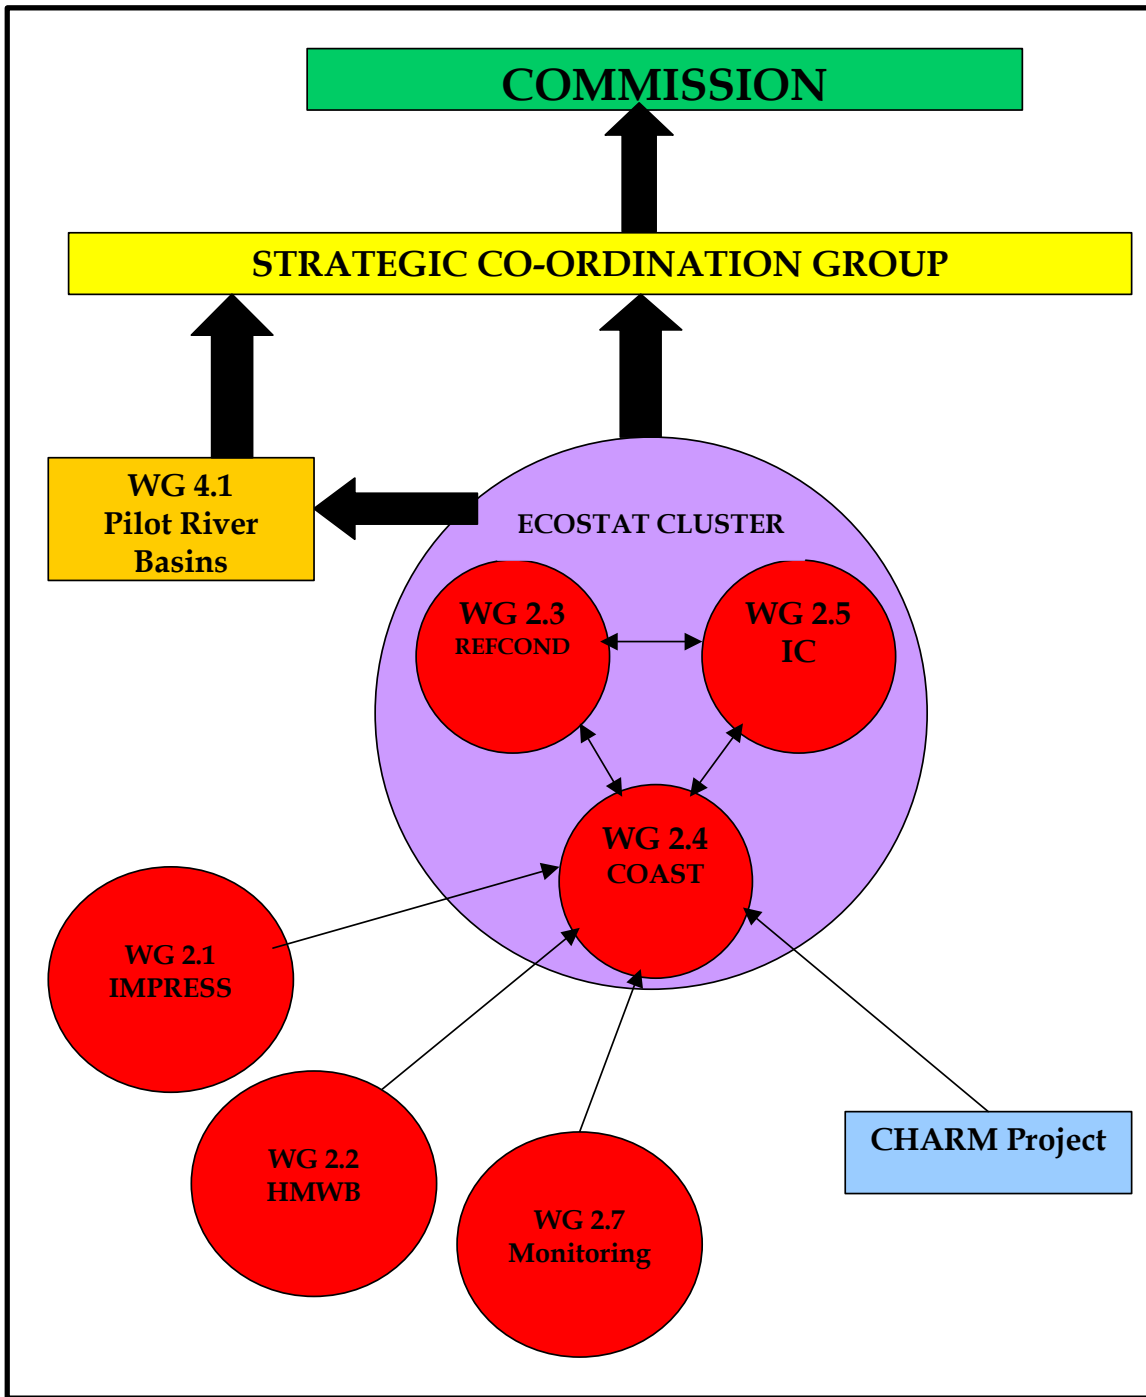 COMMISSION
STRATEGIC CO-ORDINATION GROUP
WG 4.1
Pilot River
Basins
ECOSTAT CLUSTER
WG 2.3
REFCOND
WG 2.5
IC
WG 2.4
COAST
WG 2.1
IMPRESS
WG 2.2
HMWB
WG 2.7
Monitoring
CHARM Project